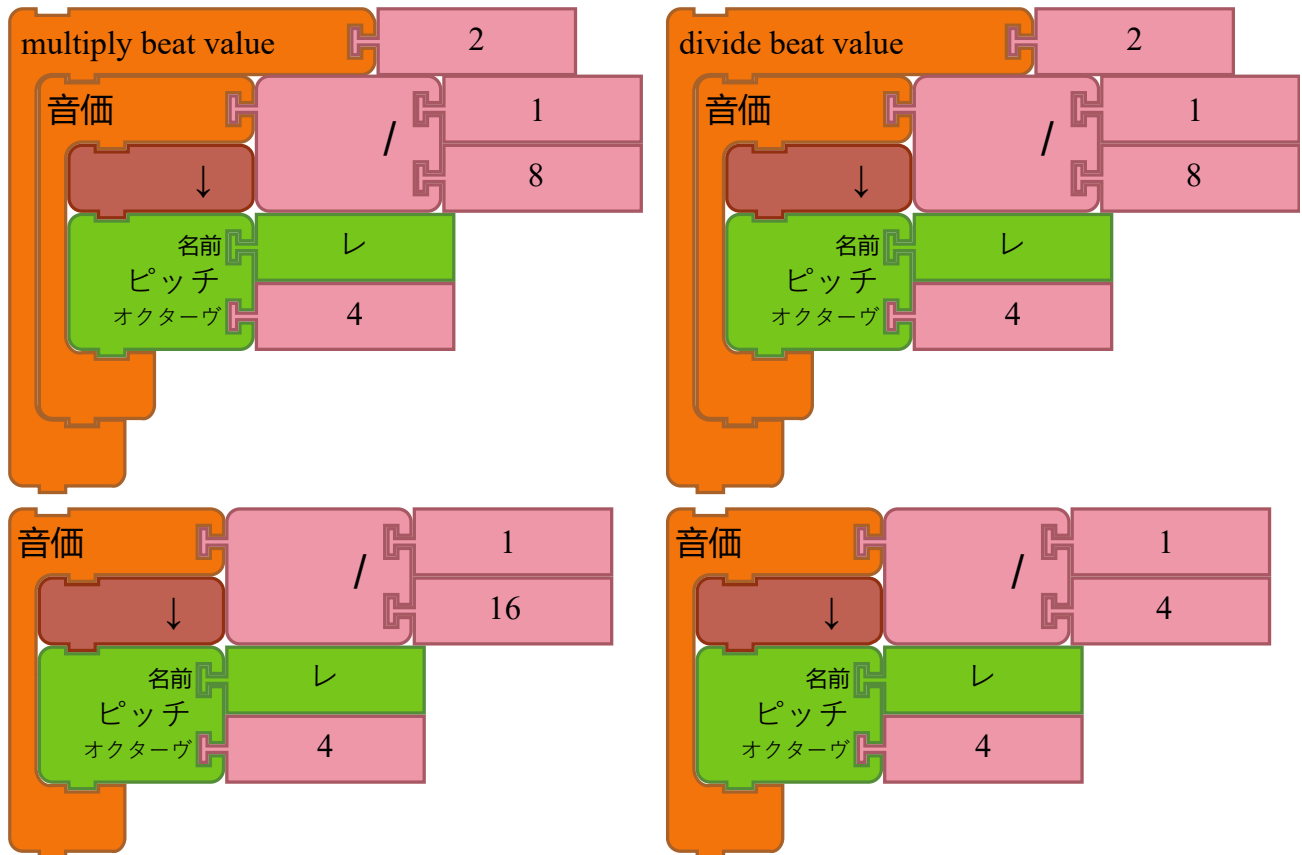 multiply beat value 2
音価 / 1
↓ 8
名前 レ
ピッチ
オクターヴ 4
divide beat value 2
音価 / 1
↓ 8
名前 レ
ピッチ
オクターヴ 4
音価 / 1
↓ 16
名前 レ
ピッチ
オクターヴ 4
音価 / 1
↓ 4
名前 レ
ピッチ
オクターヴ 4